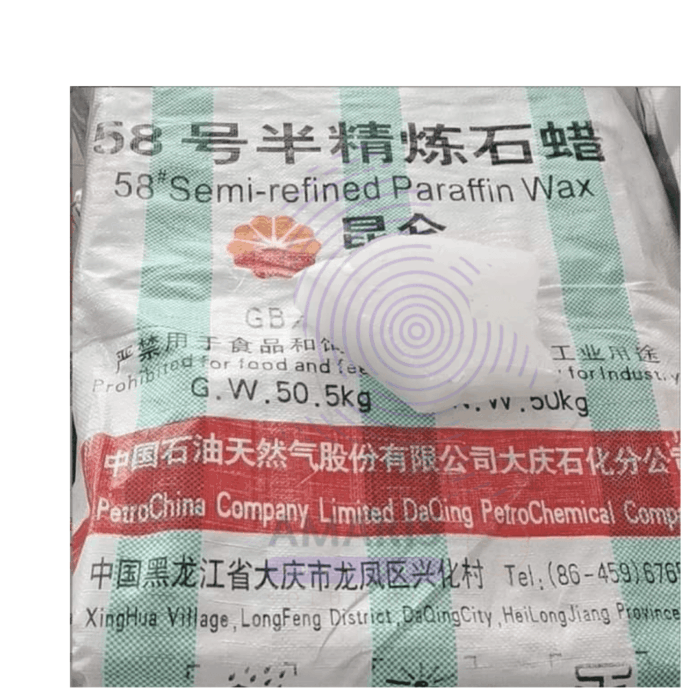 58 号半精炼石蜡
58#Semi-refined Paraffin Wax
昆仑
GB/
严禁用于食品和饲
工业用途
Prohibited for food and fee
for Industry
G.W.50.5kg
N.W.50kg
中国石油天然气股份有限公司大庆石化分公
PetroChina Company Limited DaQing PetroChemical Comp
中国黑龙江省大庆市龙凤区兴化村 Tel:(86-459)676
XingHua Village,LongFeng District,DaQingCity,HeiLongJiang Province